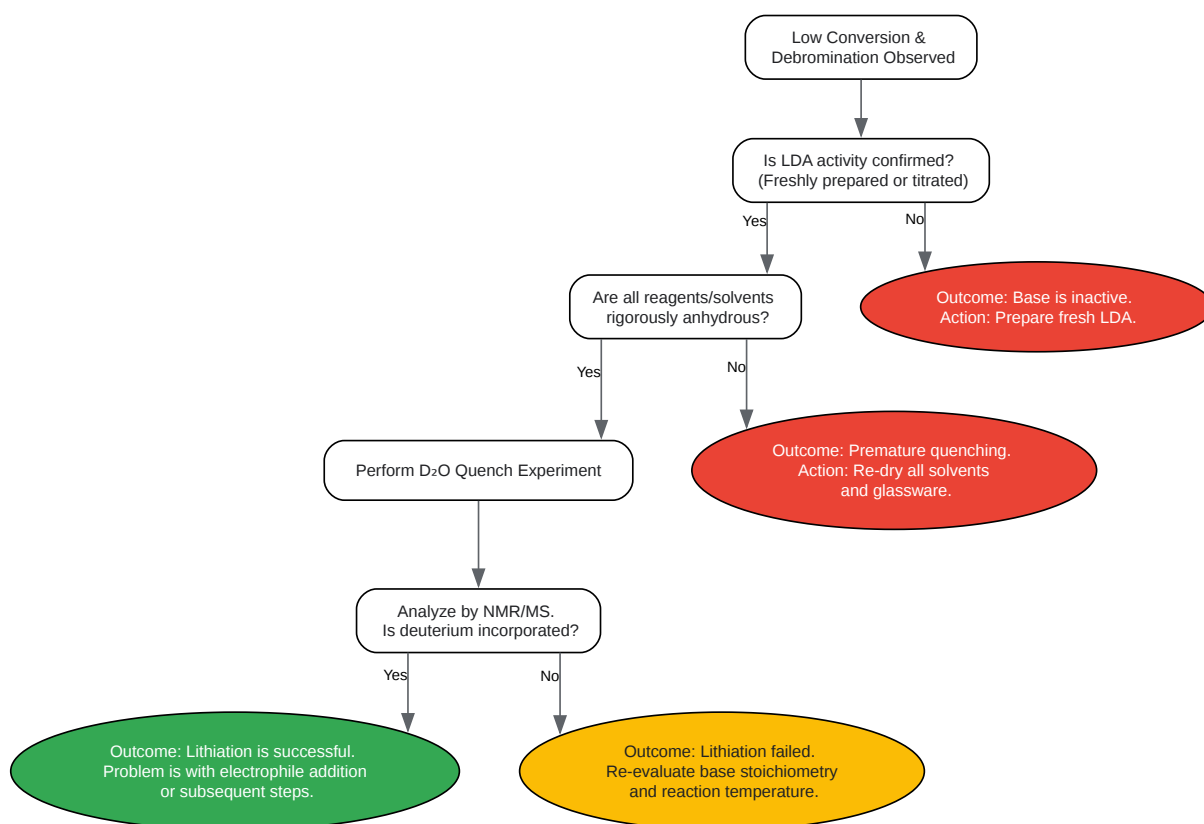 Low Conversion &
Debromination Observed
Is LDA activity confirmed?
(Freshly prepared or titrated)
Yes
No
Are all reagents/solvents
rigorously anhydrous?
Outcome: Base is inactive.
Action: Prepare fresh LDA.
Yes
No
Perform D₂O Quench Experiment
Outcome: Premature quenching.
Action: Re-dry all solvents
and glassware.
Analyze by NMR/MS.
Is deuterium incorporated?
Yes
No
Outcome: Lithiation is successful.
Problem is with electrophile addition
or subsequent steps.
Outcome: Lithiation failed.
Re-evaluate base stoichiometry
and reaction temperature.